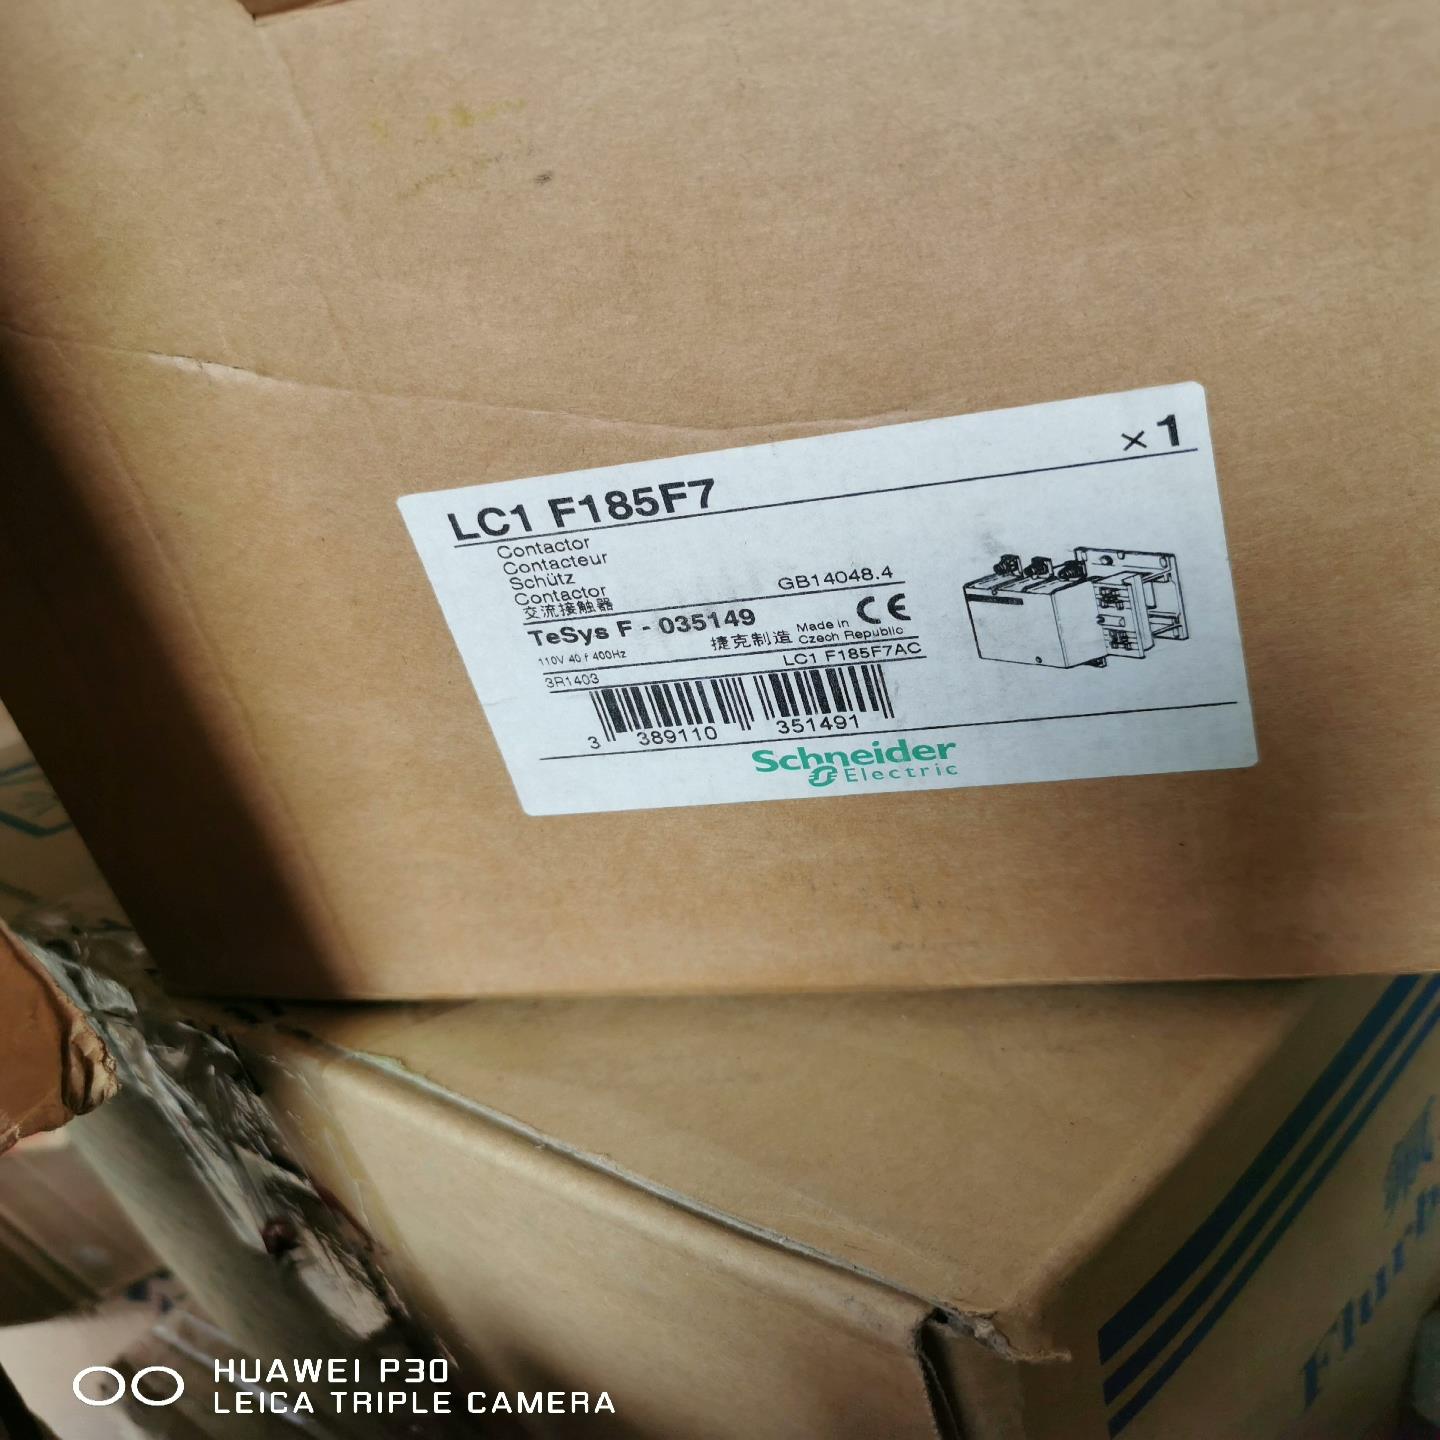 LC1 F185F7 × 1
Contactor
Contacteur
Schütz
Contactor
交流接触器
GB14048.4
TeSys F - 035149
CE
110V 40 f 400Hz
捷克制造 Made in Czech Republic
3R1403
LC1 F185F7AC
3 389110 351491
Schneider
Electric
HUAWEI P30
LEICA TRIPLE CAMERA